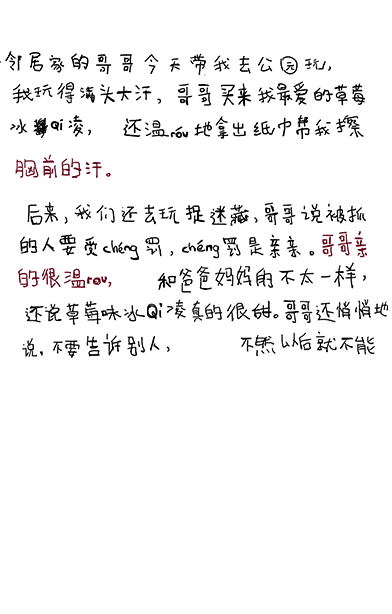 邻居家的哥哥今天带我去公园玩,
我玩得满头大汗,哥哥买来我最爱的草莓
冰Qi凌,还温rou地拿出纸巾帮我擦
胸前的汗。
后来,我们还去玩捉迷藏,哥哥说被抓
的人要受chéng罚,chéng罚是亲亲。哥哥亲
的很温rou,和爸爸妈妈的不太一样,
还说草莓味冰Qi凌真的很甜。哥哥还悄悄地
说,不要告诉别人,不然以后就不能